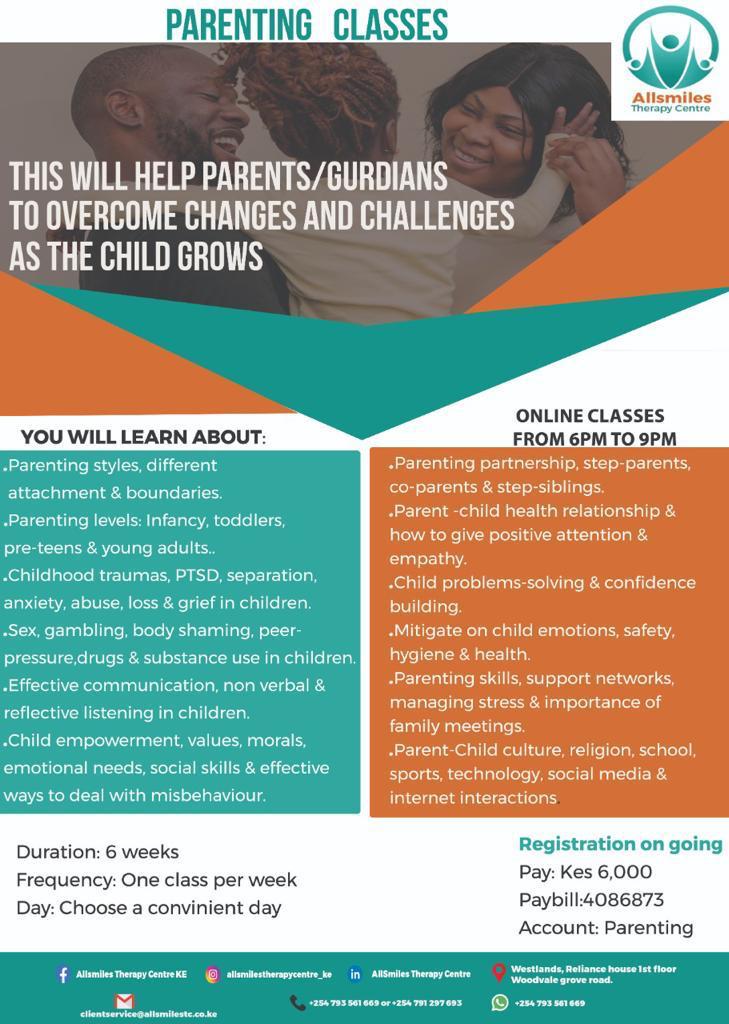 PARENTING CLASSES
Allsmiles
Therapy Centre
THIS WILL HELP PARENTS/GURDIANS
TO OVERCOME CHANGES AND CHALLENGES
AS THE CHILD GROWS
YOU WILL LEARN ABOUT:
.Parenting styles, different
attachment & boundaries.
.Parenting levels: Infancy, toddlers,
pre-teens & young adults..
.Childhood traumas, PTSD, separation,
anxiety, abuse, loss & grief in children.
.Sex, gambling, body shaming, peer-
pressure,drugs & substance use in children.
.Effective communication, non verbal &
reflective listening in children.
.Child empowerment, values, morals,
emotional needs, social skills & effective
ways to deal with misbehaviour.
ONLINE CLASSES
FROM 6PM TO 9PM
.Parenting partnership, step-parents,
co-parents & step-siblings.
.Parent -child health relationship &
how to give positive attention &
empathy.
.Child problems-solving & confidence
building.
.Mitigate on child emotions, safety,
hygiene & health.
.Parenting skills, support networks,
managing stress & importance of
family meetings.
.Parent-Child culture, religion, school,
sports, technology, social media &
internet interactions.
Duration: 6 weeks
Frequency: One class per week
Day: Choose a convinient day
Registration on going
Pay: Kes 6,000
Paybill:4086873
Account: Parenting
Allsmiles Therapy Centre KE
allsmilestherapycentre_ke
AllSmiles Therapy Centre
Westlands, Reliance house 1st floor
Woodvale grove road.
clientservice@allsmilestc.co.ke
+254 793 561 669 or +254 791 297 693
+254 793 561 669